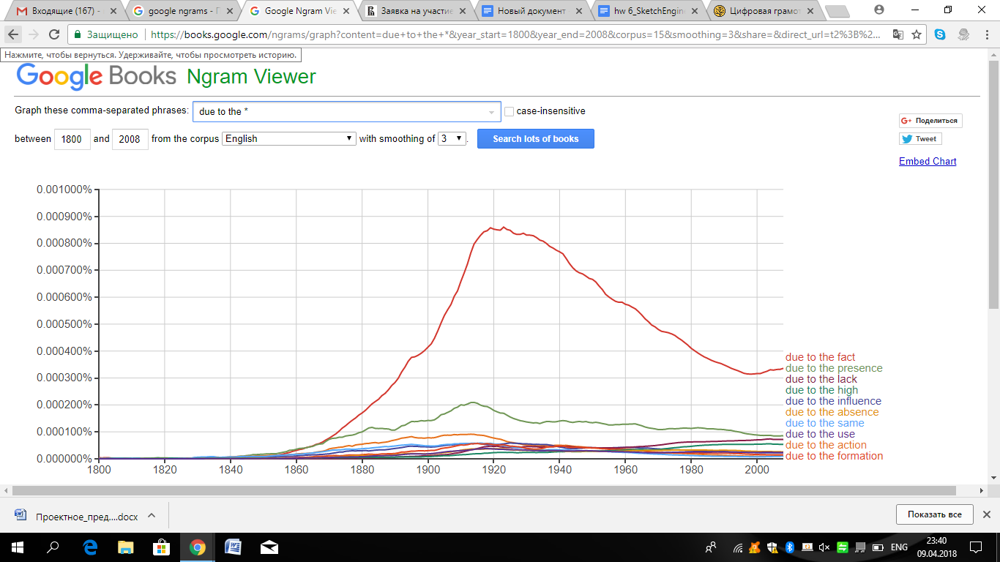 Входящие (167) -
google ngrams - П
Google Ngram Vie
Заявка на участие
Новый документ
hw 6_SketchEngin
Цифровая грамот
Защищено
https://books.google.com/ngrams/graph?content=due+to+the+*&year_start=1800&year_end=2008&corpus=15&smoothing=3&share=&direct_url=t2%3B%2...
Нажмите, чтобы вернуться. Удерживайте, чтобы просмотреть историю.
Google Books Ngram Viewer
Graph these comma-separated phrases: due to the * case-insensitive
between 1800 and 2008 from the corpus English with smoothing of 3 . Search lots of books
G+ Поделиться
Tweet
Embed Chart
0.001000%
0.000900%
0.000800%
0.000700%
0.000600%
0.000500%
0.000400%
0.000300%
0.000200%
0.000100%
0.000000%
1800 1820 1840 1860 1880 1900 1920 1940 1960 1980 2000
due to the fact
due to the presence
due to the lack
due to the high
due to the influence
due to the absence
due to the same
due to the use
due to the action
due to the formation
Проектное_пред....docx
Показать все
ENG
23:40
09.04.2018